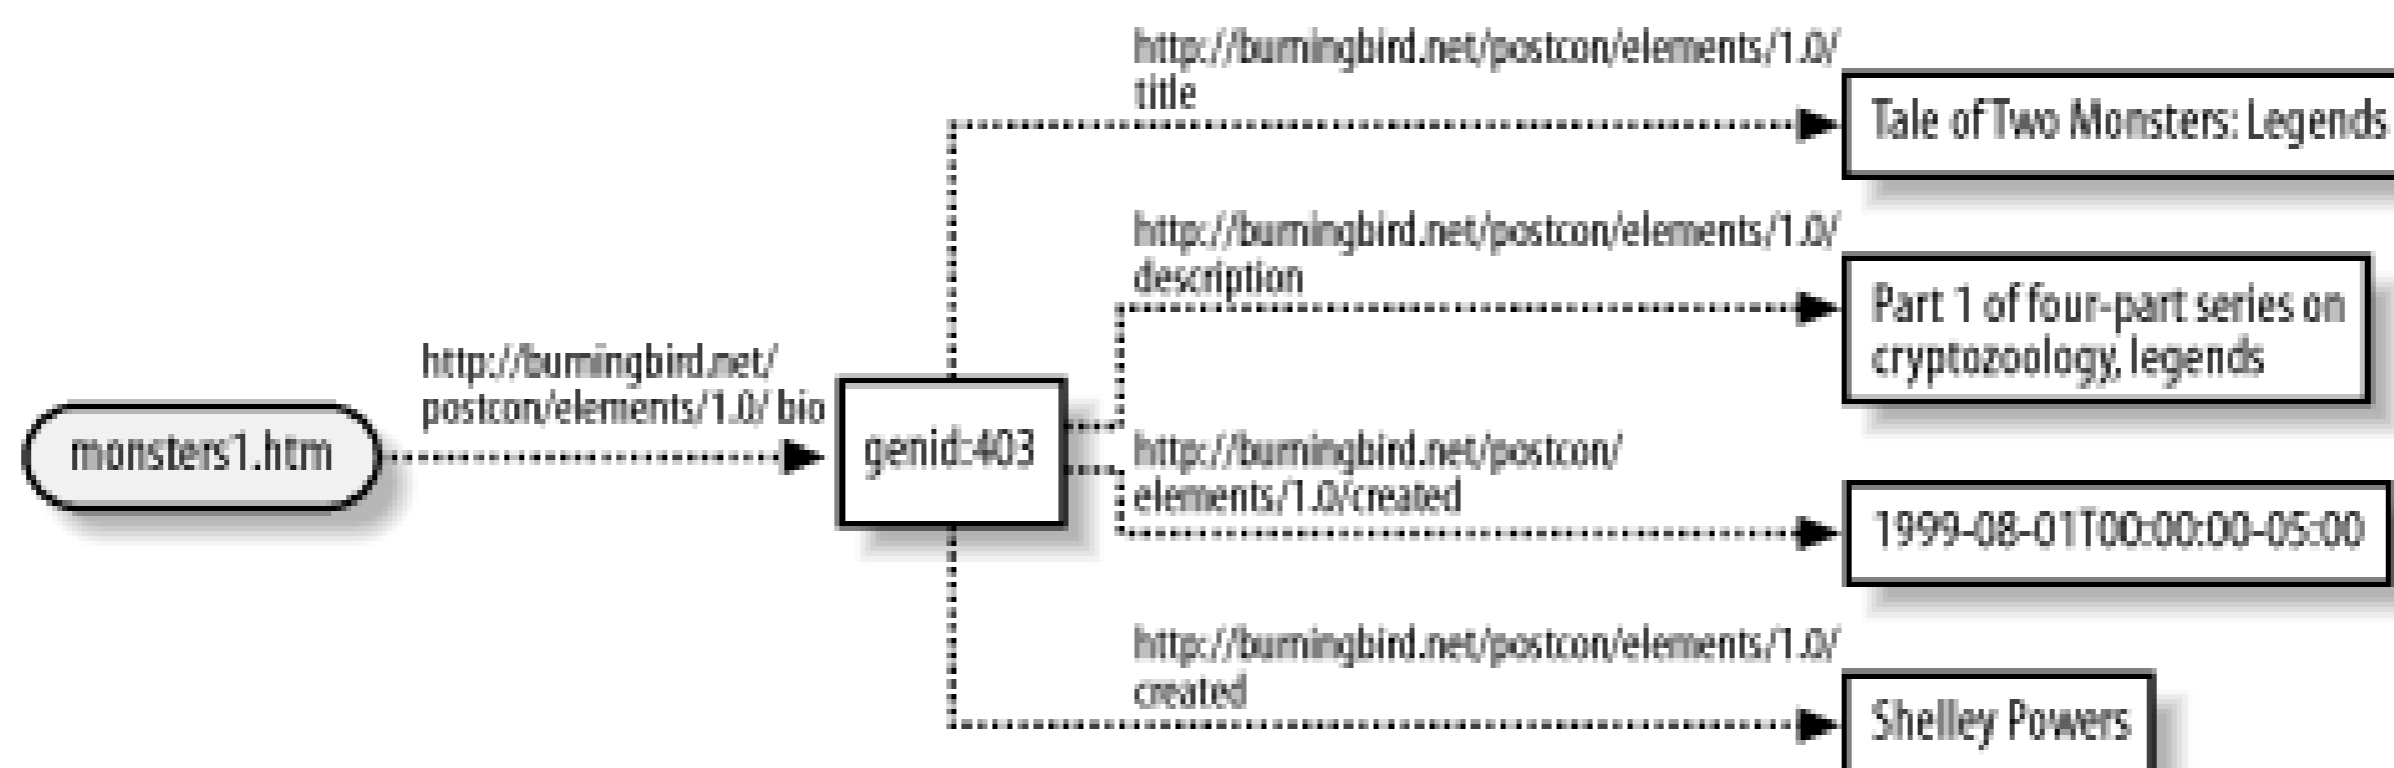 http://burningbird.net/postcon/elements/1.0/
title
Tale of Two Monsters: Legends
http://burningbird.net/postcon/elements/1.0/
description
Part 1 of four-part series on
cryptozoology, legends
http://burningbird.net/
postcon/elements/1.0/ bio
monsters1.htm
genid:403
http://burningbird.net/postcon/
elements/1.0/created
1999-08-01T00:00:00-05:00
http://burningbird.net/postcon/elements/1.0/
created
Shelley Powers